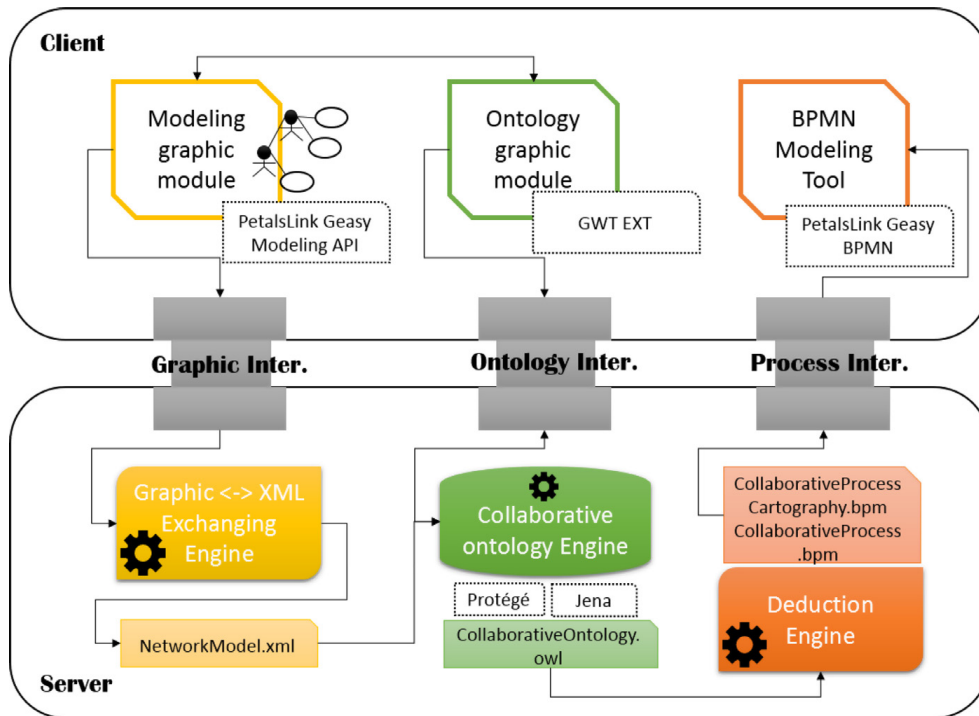 Client
Modeling
graphic
module
PetalsLink Geasy
Modeling API
Ontology
graphic
module
GWT EXT
BPMN
Modeling
Tool
PetalsLink Geasy
BPMN
Graphic Inter.
Ontology Inter.
Process Inter.
Graphic <-> XML
Exchanging
Engine
NetworkModel.xml
Collaborative
ontology Engine
Protégé
Jena
CollaborativeOntology.
owl
CollaborativeProcess
Cartography.bpm
CollaborativeProcess
.bpm
Deduction
Engine
Server